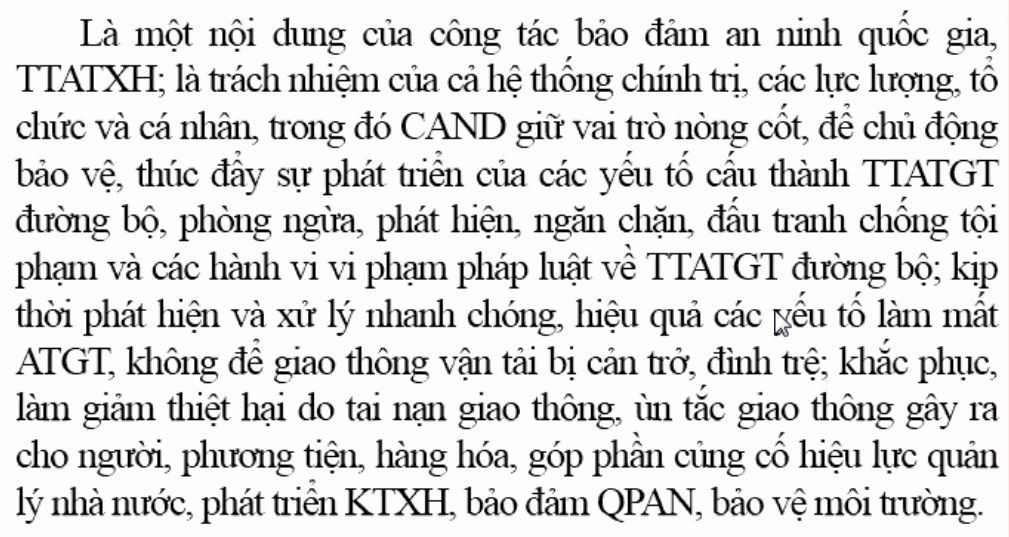 Là một nội dung của công tác bảo đảm an ninh quốc gia,
TTATXH; là trách nhiệm của cả hệ thống chính trị, các lực lượng, tổ
chức và cá nhân, trong đó CAND giữ vai trò nòng cốt, để chủ động
bảo vệ, thúc đẩy sự phát triển của các yếu tố cấu thành TTATGT
đường bộ, phòng ngừa, phát hiện, ngăn chặn, đấu tranh chống tội
phạm và các hành vi vi phạm pháp luật về TTATGT đường bộ; kịp
thời phát hiện và xử lý nhanh chóng, hiệu quả các yếu tố làm mất
ATGT, không để giao thông vận tải bị cản trở, đình trệ; khắc phục,
làm giảm thiệt hại do tai nạn giao thông, ùn tắc giao thông gây ra
cho người, phương tiện, hàng hóa, góp phần củng cố hiệu lực quản
lý nhà nước, phát triển KTXH, bảo đảm QPAN, bảo vệ môi trường.